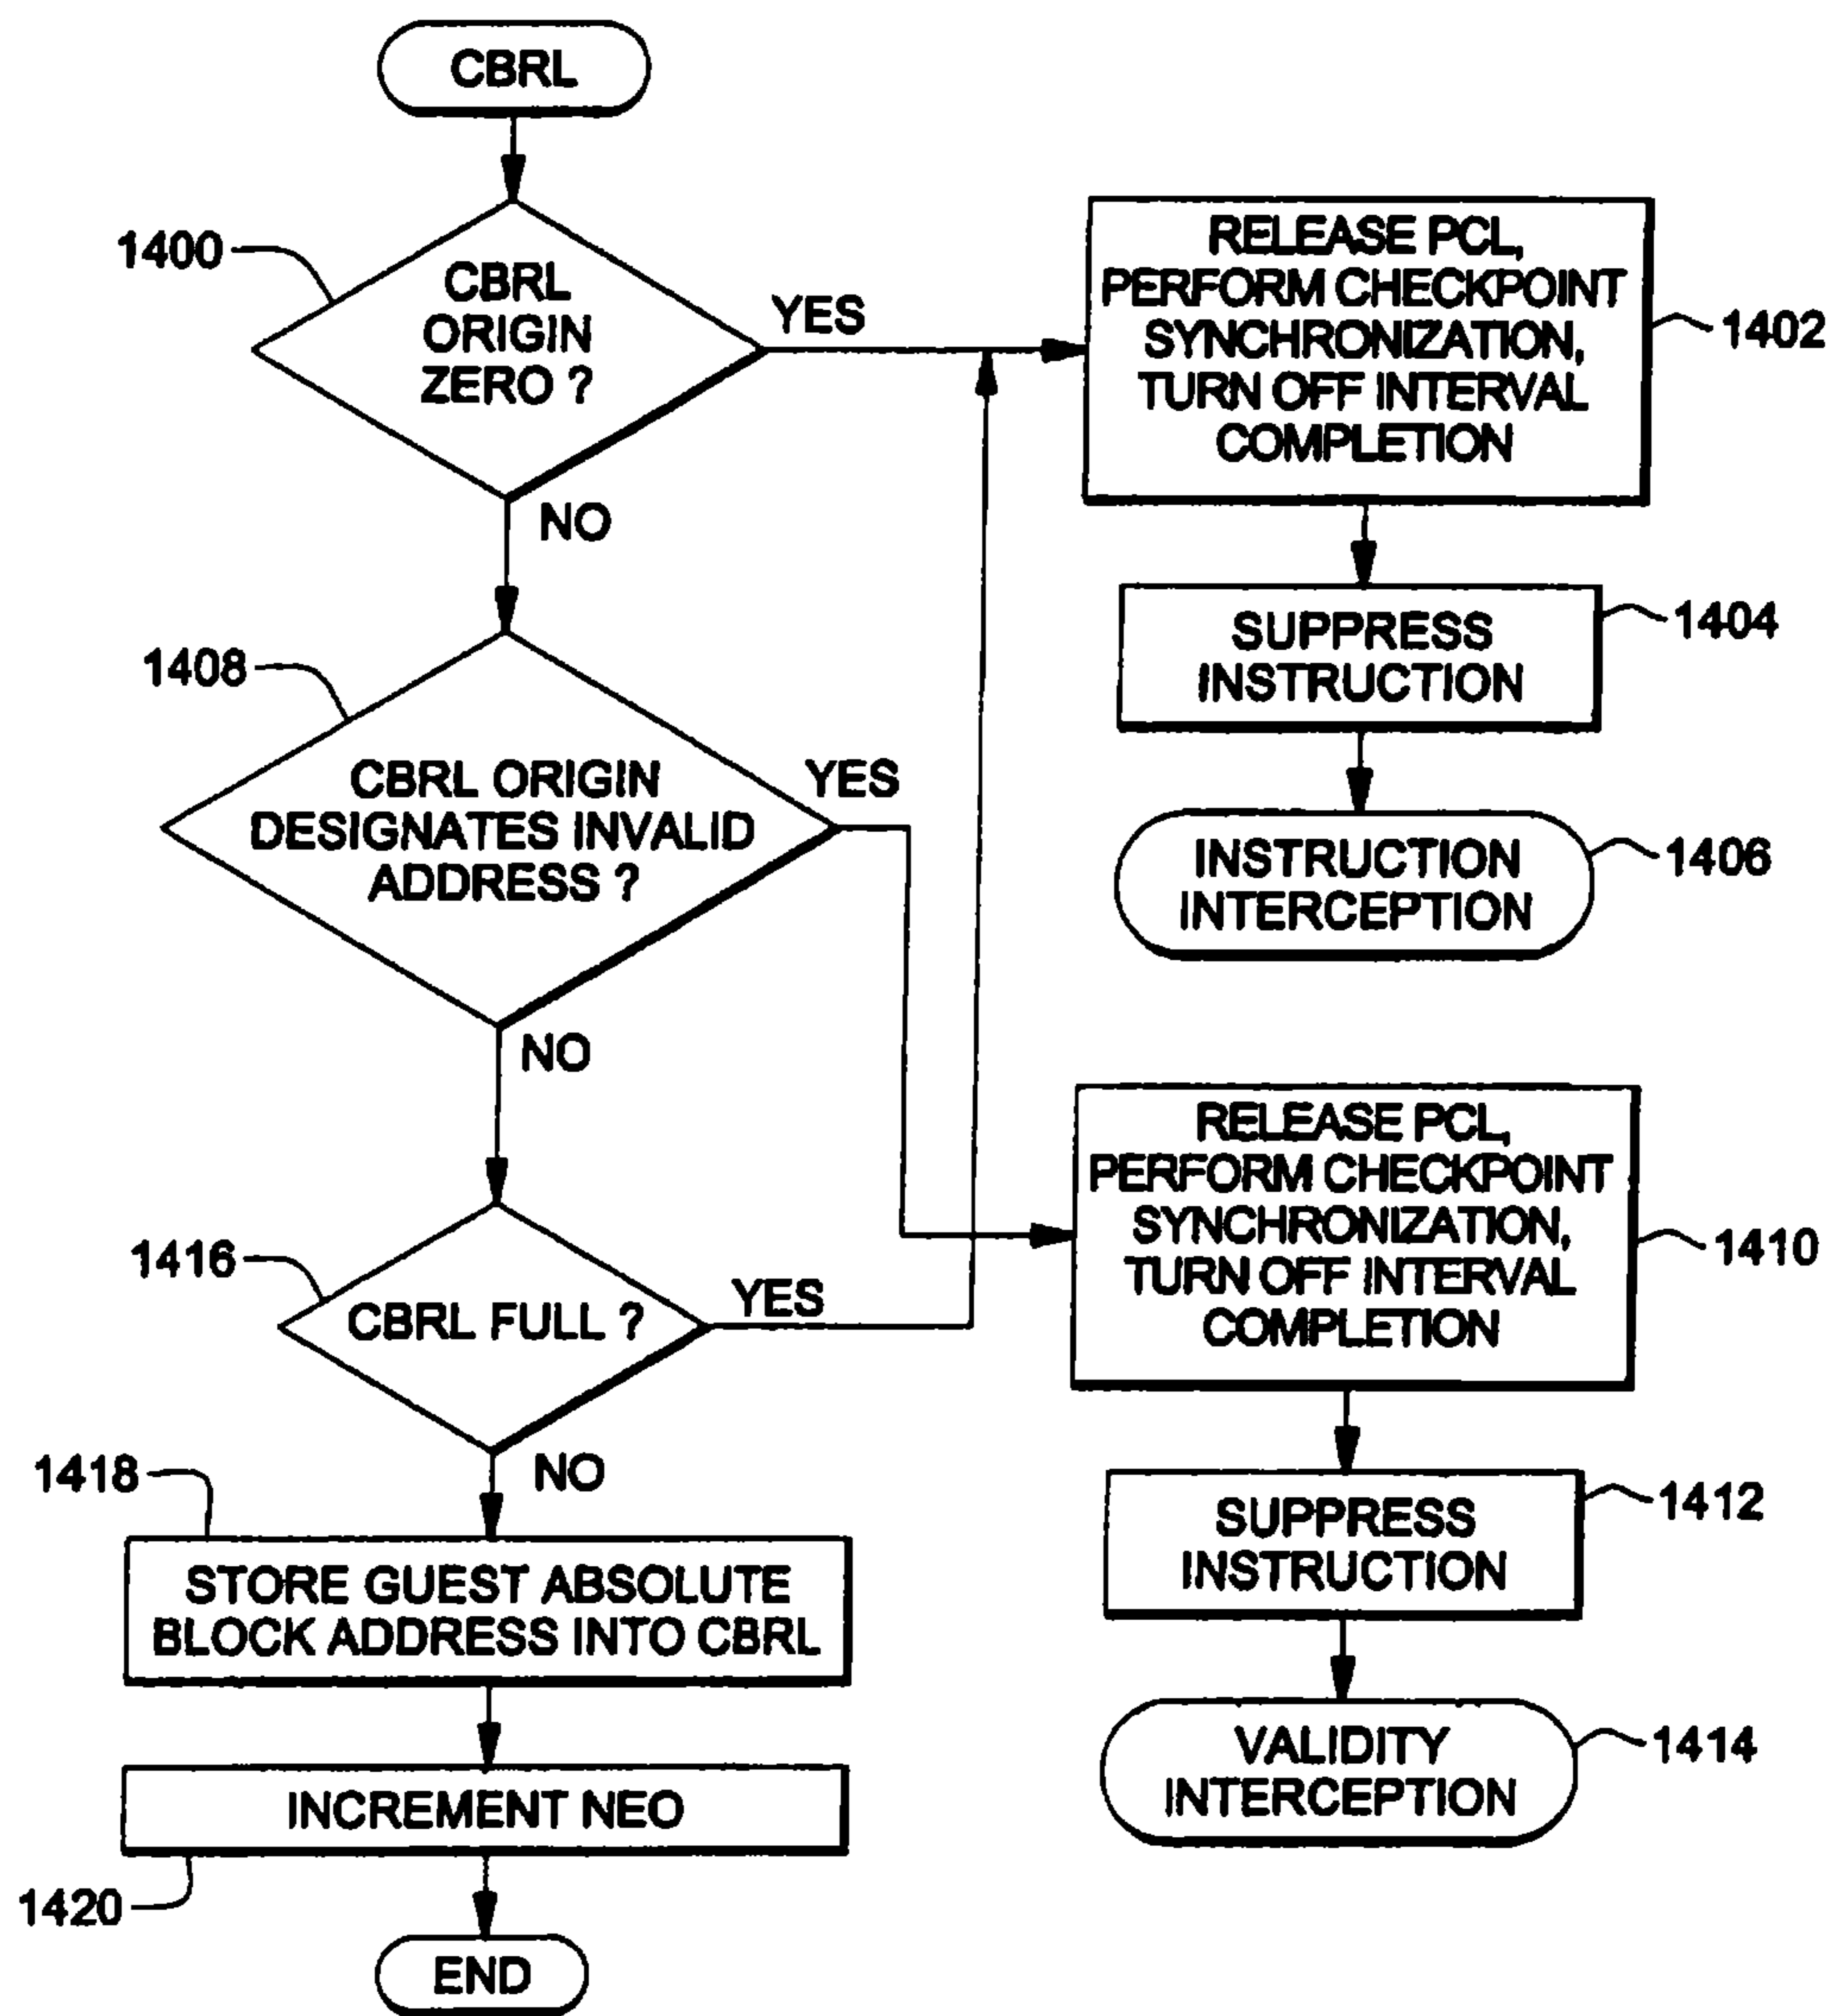 CBRL
1400
CBRL
ORIGIN
ZERO ?
YES
NO
RELEASE PCL,
PERFORM CHECKPOINT
SYNCHRONIZATION,
TURN OFF INTERVAL
COMPLETION
1402
SUPPRESS
INSTRUCTION
1404
INSTRUCTION
INTERCEPTION
1406
1408
CBRL ORIGIN
DESIGNATES INVALID
ADDRESS ?
YES
NO
RELEASE PCL,
PERFORM CHECKPOINT
SYNCHRONIZATION,
TURN OFF INTERVAL
COMPLETION
1410
SUPPRESS
INSTRUCTION
1412
VALIDITY
INTERCEPTION
1414
1416
CBRL FULL ?
YES
NO
1418
STORE GUEST ABSOLUTE
BLOCK ADDRESS INTO CBRL
INCREMENT NEO
1420
END